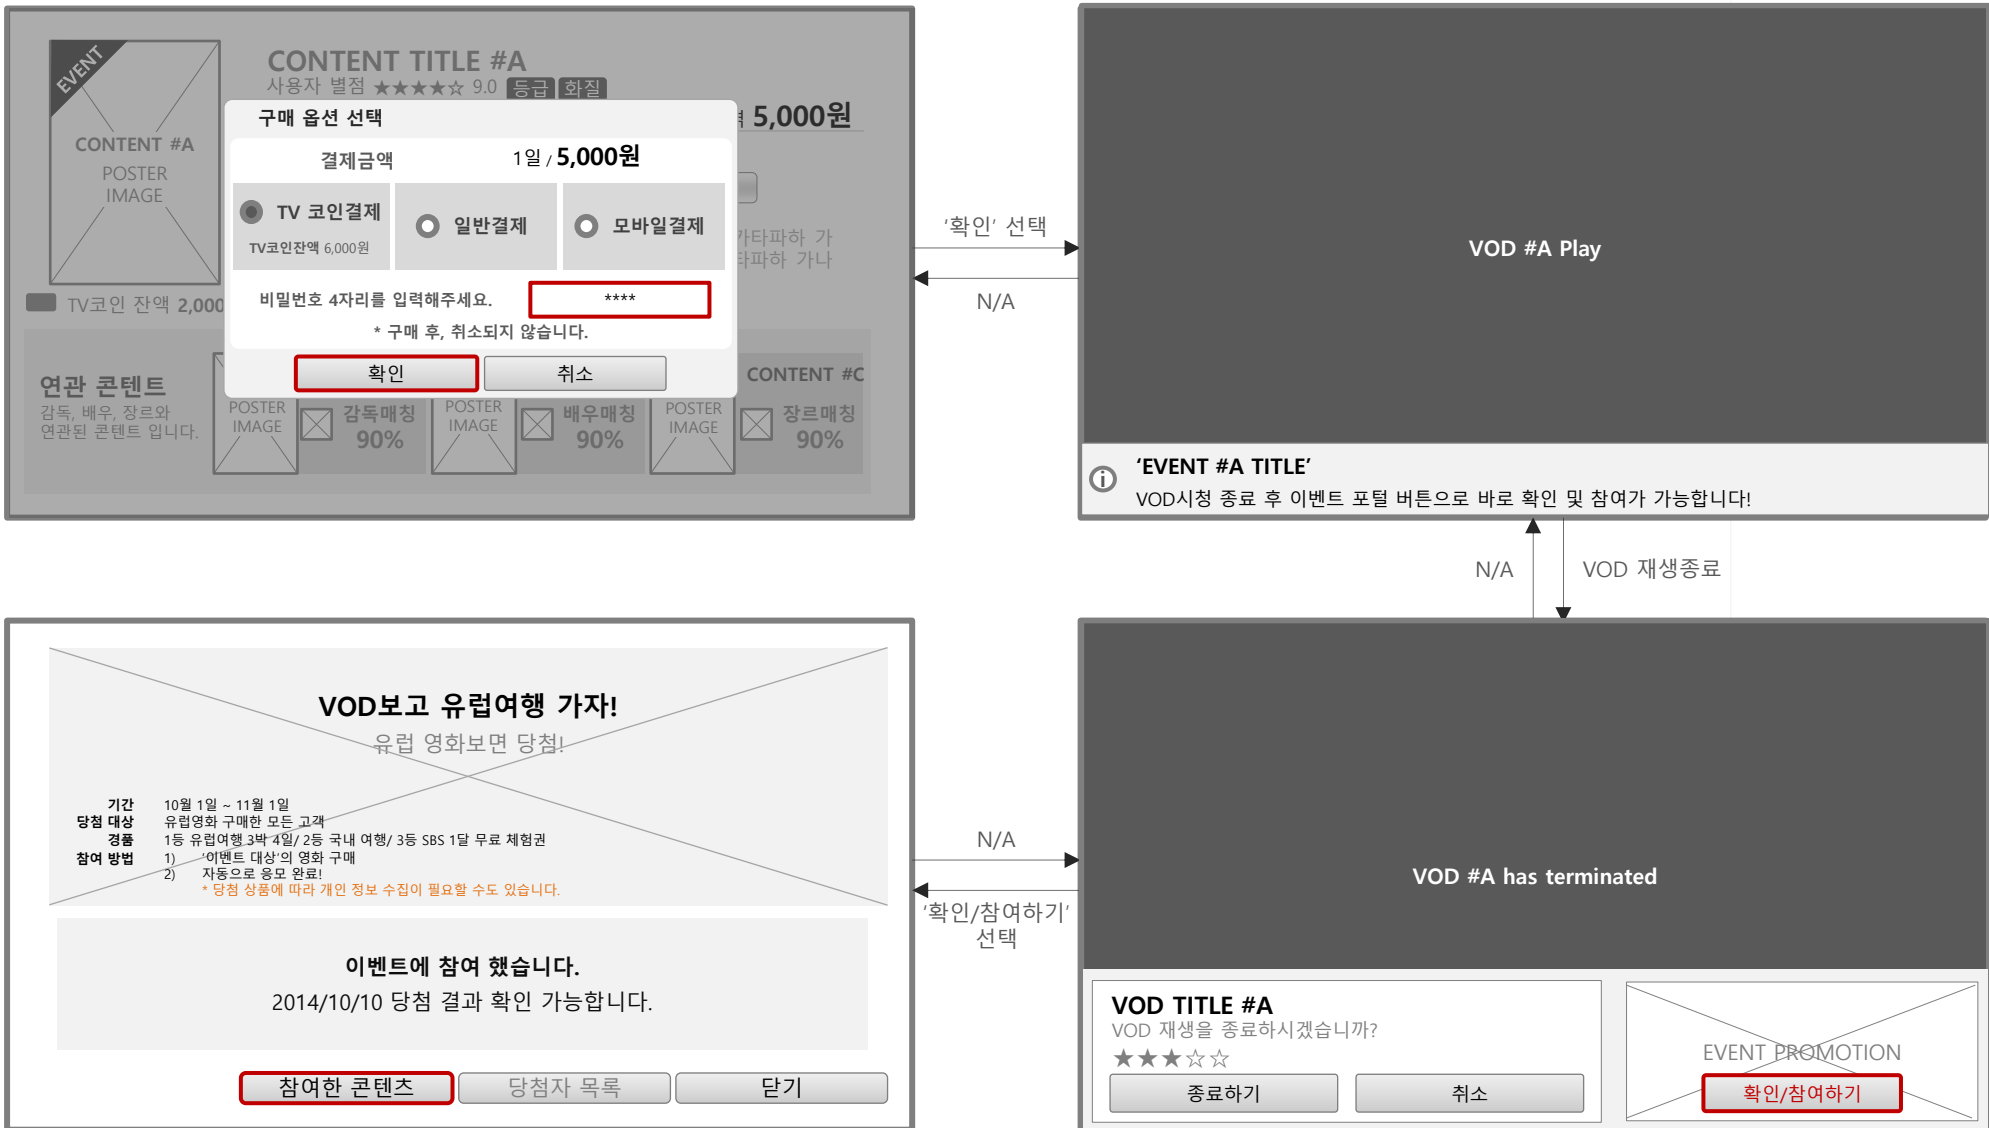 EVENT
CONTENT #A
POSTER
IMAGE
CONTENT TITLE #A
사용자 별점 ★★★★☆ 9.0 등급 화질
5,000원
구매 옵션 선택
결제금액 1일 / 5,000원
TV 코인결제
TV코인잔액 6,000원
일반결제
모바일결제
비밀번호 4자리를 입력해주세요. ****
* 구매 후, 취소되지 않습니다.
확인 취소
카타파하 가
타파하 가나
TV코인 잔액 2,000
연관 콘텐트
감독, 배우, 장르와
연관된 콘텐트 입니다.
POSTER
IMAGE
감독매칭
90%
POSTER
IMAGE
배우매칭
90%
CONTENT #C
POSTER
IMAGE
장르매칭
90%
'확인' 선택
N/A
VOD #A Play
'EVENT #A TITLE'
VOD시청 종료 후 이벤트 포털 버튼으로 바로 확인 및 참여가 가능합니다!
N/A
VOD 재생종료
VOD보고 유럽여행 가자!
유럽 영화보면 당첨!
기간 10월 1일 ~ 11월 1일
당첨 대상 유럽영화 구매한 모든 고객
경품 1등 유럽여행 3박 4일/ 2등 국내 여행/ 3등 SBS 1달 무료 체험권
참여 방법 1) '이벤트 대상'의 영화 구매
2) 자동으로 응모 완료!
* 당첨 상품에 따라 개인 정보 수집이 필요할 수도 있습니다.
이벤트에 참여 했습니다.
2014/10/10 당첨 결과 확인 가능합니다.
참여한 콘텐츠 당첨자 목록 닫기
N/A
'확인/참여하기'
선택
VOD #A has terminated
VOD TITLE #A
VOD 재생을 종료하시겠습니까?
★★★☆☆
종료하기 취소
EVENT PROMOTION
확인/참여하기